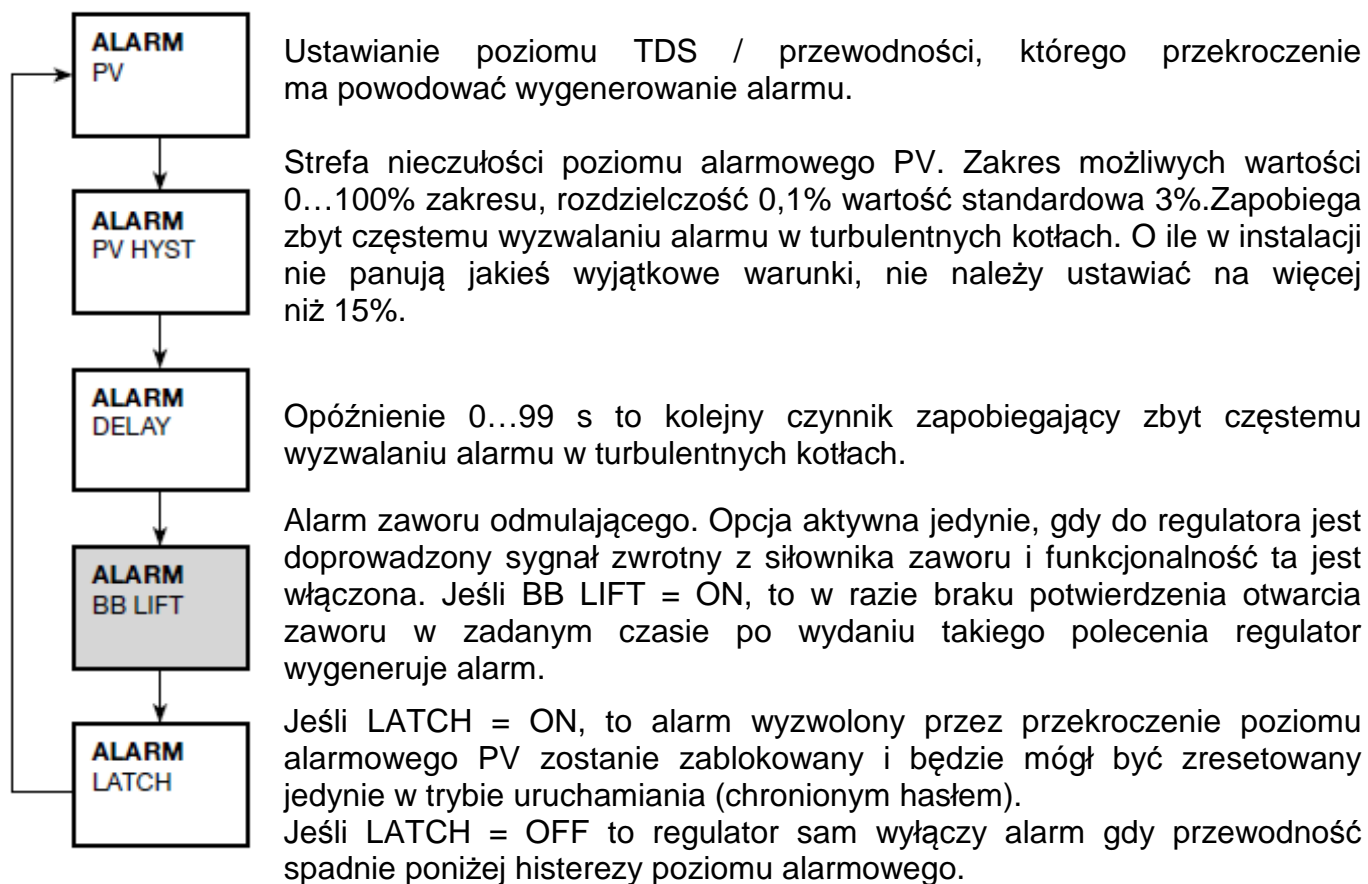 ALARM
PV
Ustawianie poziomu TDS / przewodności, którego przekroczenie
ma powodować wygenerowanie alarmu.
ALARM
PV HYST
Strefa nieczułości poziomu alarmowego PV. Zakres możliwych wartości
0…100% zakresu, rozdzielczość 0,1% wartość standardowa 3%.Zapobiega
zbyt częstemu wyzwalaniu alarmu w turbulentnych kotłach. O ile w instalacji
nie panują jakieś wyjątkowe warunki, nie należy ustawiać na więcej
niż 15%.
ALARM
DELAY
Opóźnienie 0…99 s to kolejny czynnik zapobiegający zbyt częstemu
wyzwalaniu alarmu w turbulentnych kotłach.
ALARM
BB LIFT
Alarm zaworu odmulającego. Opcja aktywna jedynie, gdy do regulatora jest
doprowadzony sygnał zwrotny z siłownika zaworu i funkcjonalność ta jest
włączona. Jeśli BB LIFT = ON, to w razie braku potwierdzenia otwarcia
zaworu w zadanym czasie po wydaniu takiego polecenia regulator
wygeneruje alarm.
ALARM
LATCH
Jeśli LATCH = ON, to alarm wyzwolony przez przekroczenie poziomu
alarmowego PV zostanie zablokowany i będzie mógł być zresetowany
jedynie w trybie uruchamiania (chronionym hasłem).
Jeśli LATCH = OFF to regulator sam wyłączy alarm gdy przewodność
spadnie poniżej histerezy poziomu alarmowego.